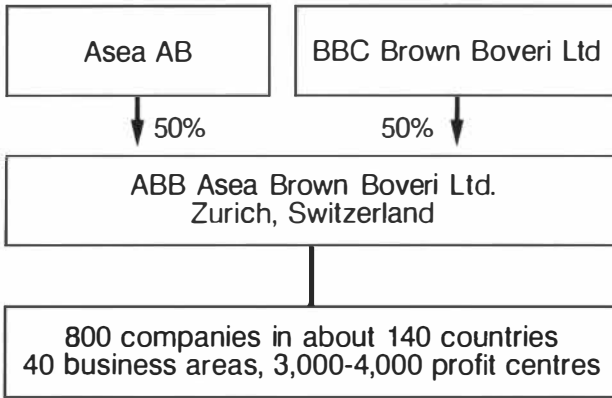 Asea AB
BBC Brown Boveri Ltd
50%
50%
ABB Asea Brown Boveri Ltd.
Zurich, Switzerland
800 companies in about 140 countries
40 business areas, 3,000-4,000 profit centres